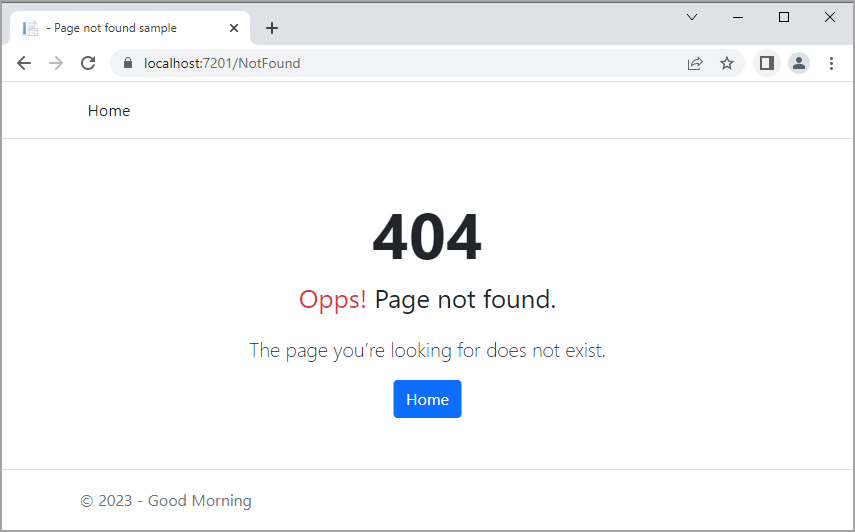 - Page not found sample
localhost:7201/NotFound
Home
404
Opps! Page not found.
The page you’re looking for does not exist.
Home
© 2023 - Good Morning